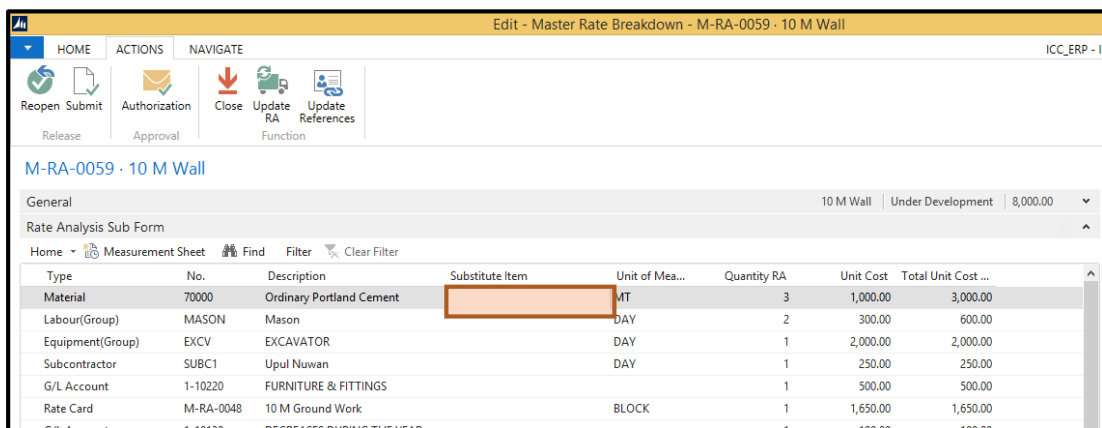 Edit - Master Rate Breakdown - M-RA-0059 · 10 M Wall
HOME ACTIONS NAVIGATE ICC_ERP - I
Reopen Submit Authorization Close Update RA Update References
Release Approval Function
M-RA-0059 · 10 M Wall
General 10 M Wall Under Development 8,000.00
Rate Analysis Sub Form
Home Measurement Sheet Find Filter Clear Filter
Type No. Description Substitute Item Unit of Mea... Quantity RA Unit Cost Total Unit Cost ...
Material 70000 Ordinary Portland Cement MT 3 1,000.00 3,000.00
Labour(Group) MASON Mason DAY 2 300.00 600.00
Equipment(Group) EXCV EXCAVATOR DAY 1 2,000.00 2,000.00
Subcontractor SUBC1 Upul Nuwan DAY 1 250.00 250.00
G/L Account 1-10220 FURNITURE & FITTINGS 1 500.00 500.00
Rate Card M-RA-0048 10 M Ground Work BLOCK 1 1,650.00 1,650.00